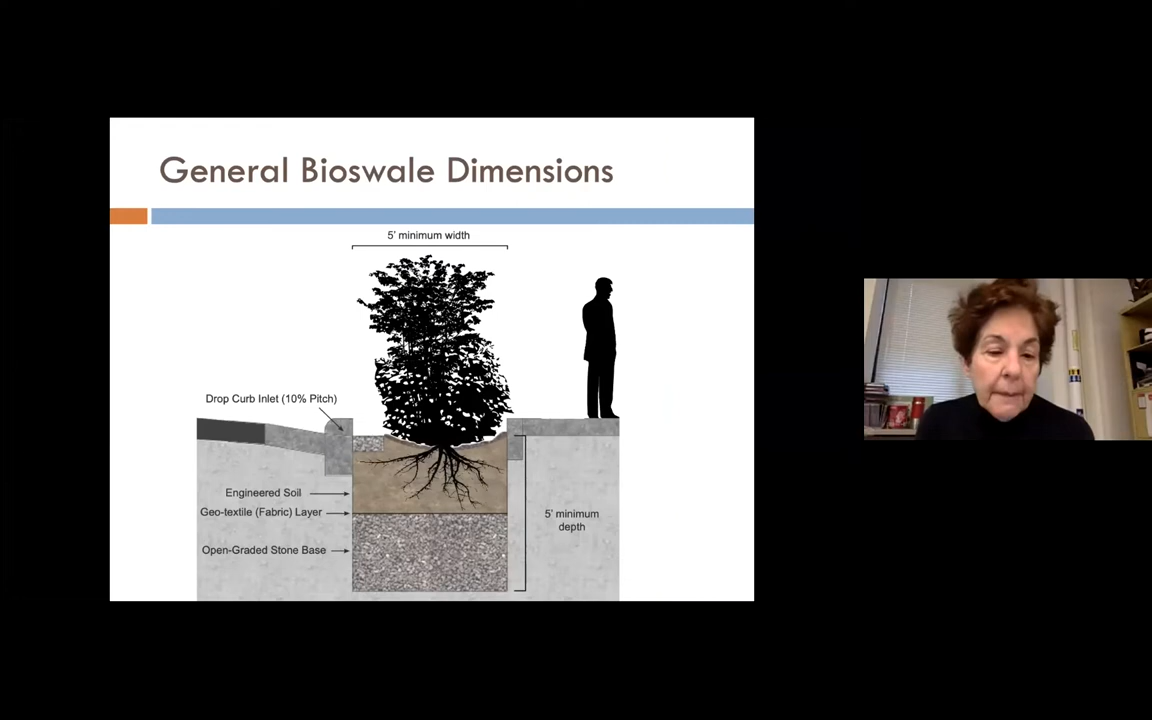 General Bioswale Dimensions
5' minimum width
Drop Curb Inlet (10% Pitch)
Engineered Soil
Geo-textile (Fabric) Layer
Open-Graded Stone Base
5' minimum
depth